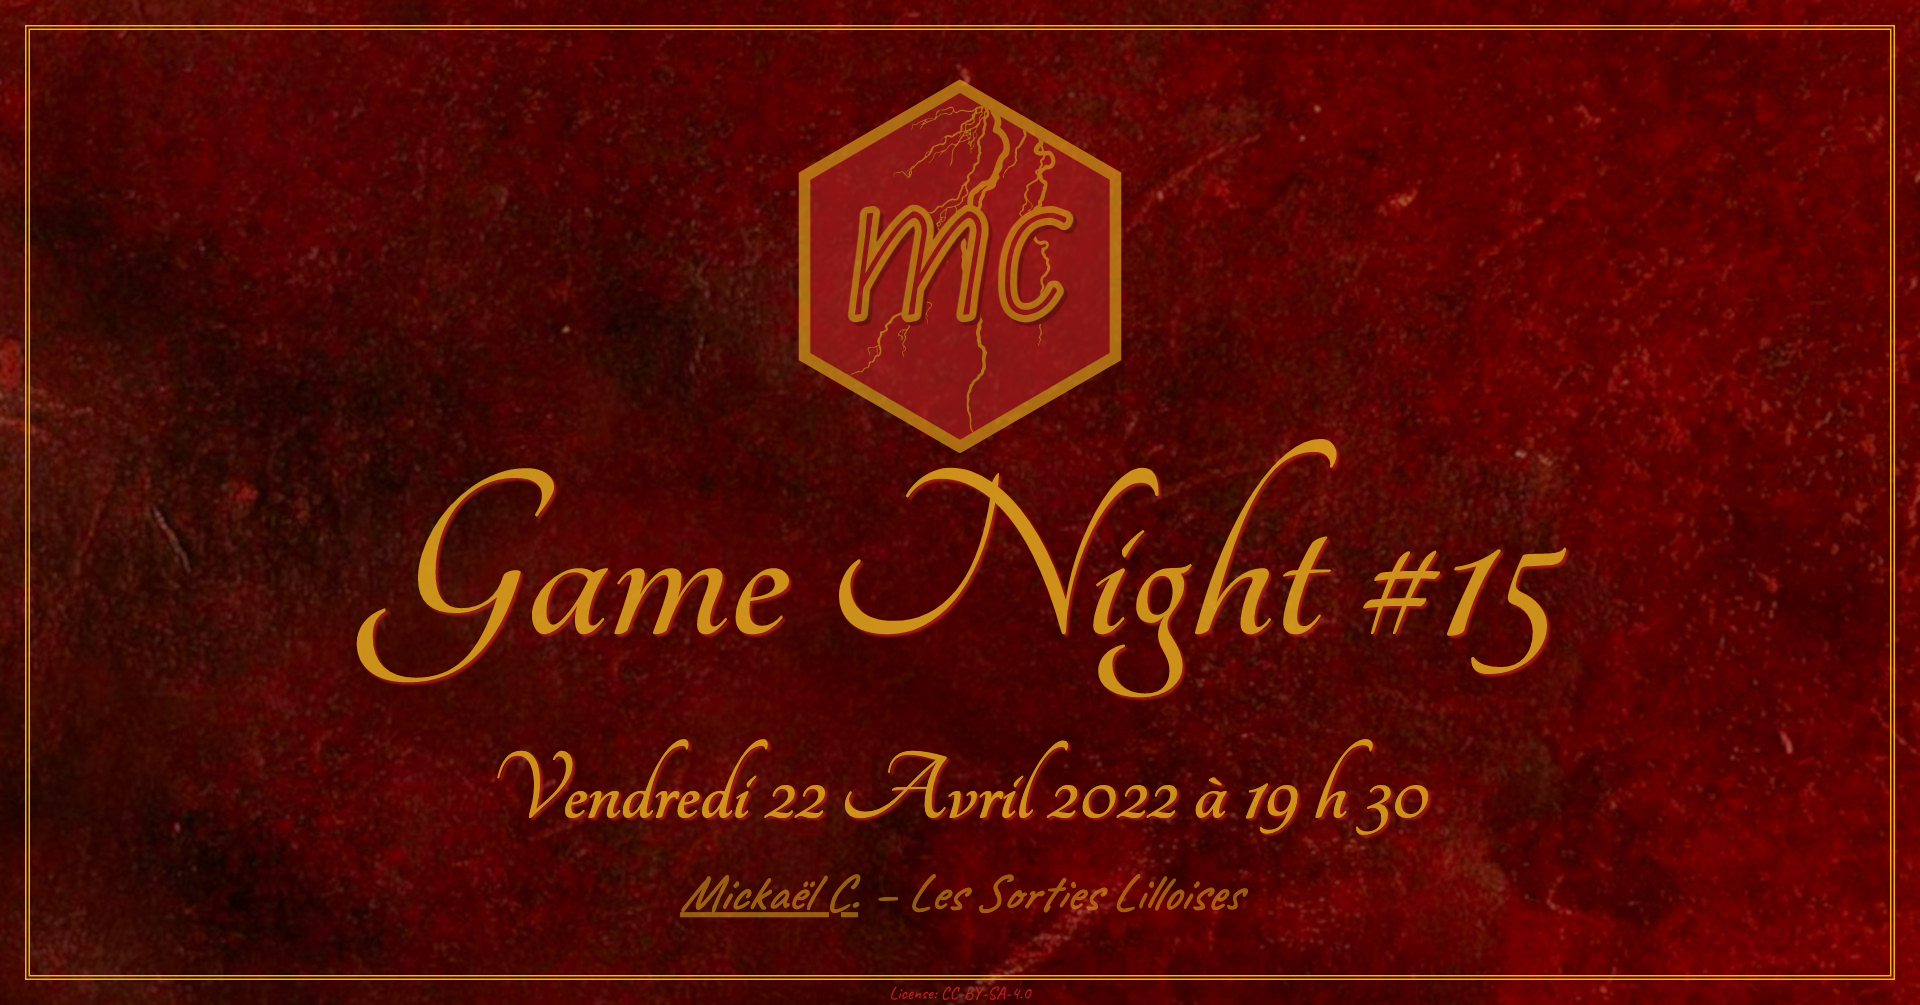 mc
Game Night #15
Vendredi 22 Avril 2022 à 19 h 30
Mickaël C. – Les Sorties Lilloises
License: CC-BY-SA-4.0